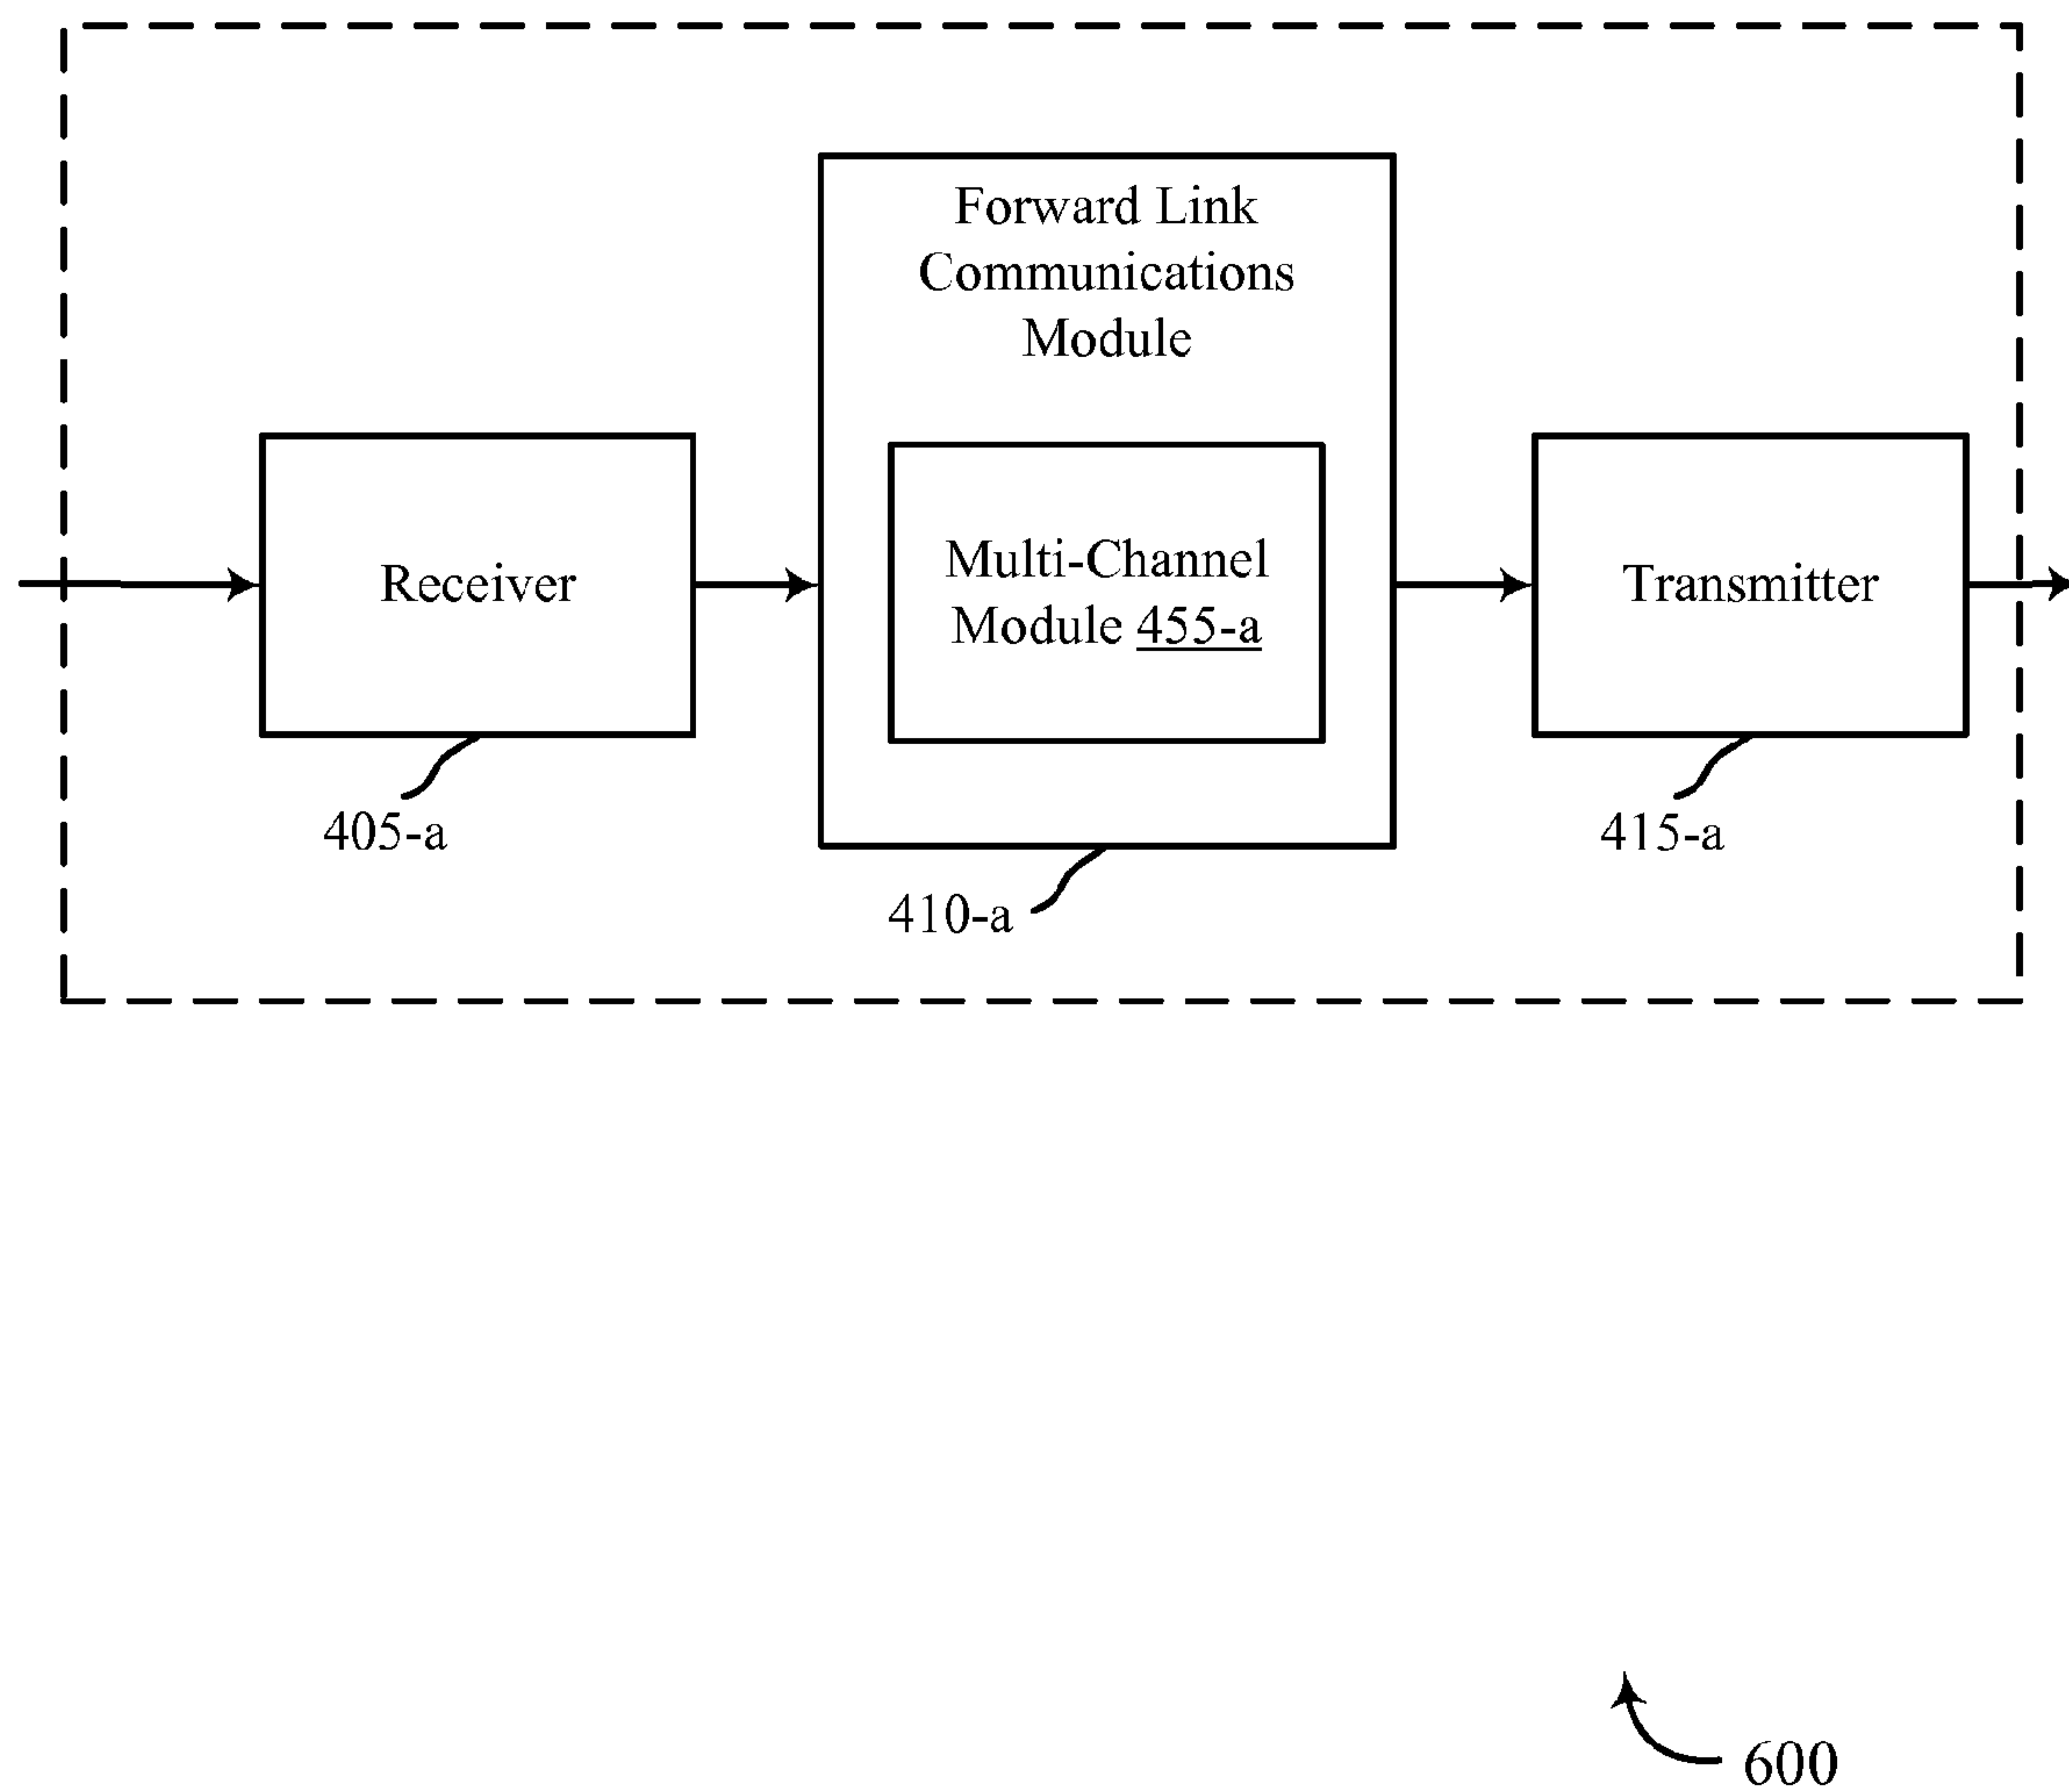 Forward Link
Communications
Module
Receiver
Multi-Channel
Module 455-a
Transmitter
405-a
410-a
415-a
600